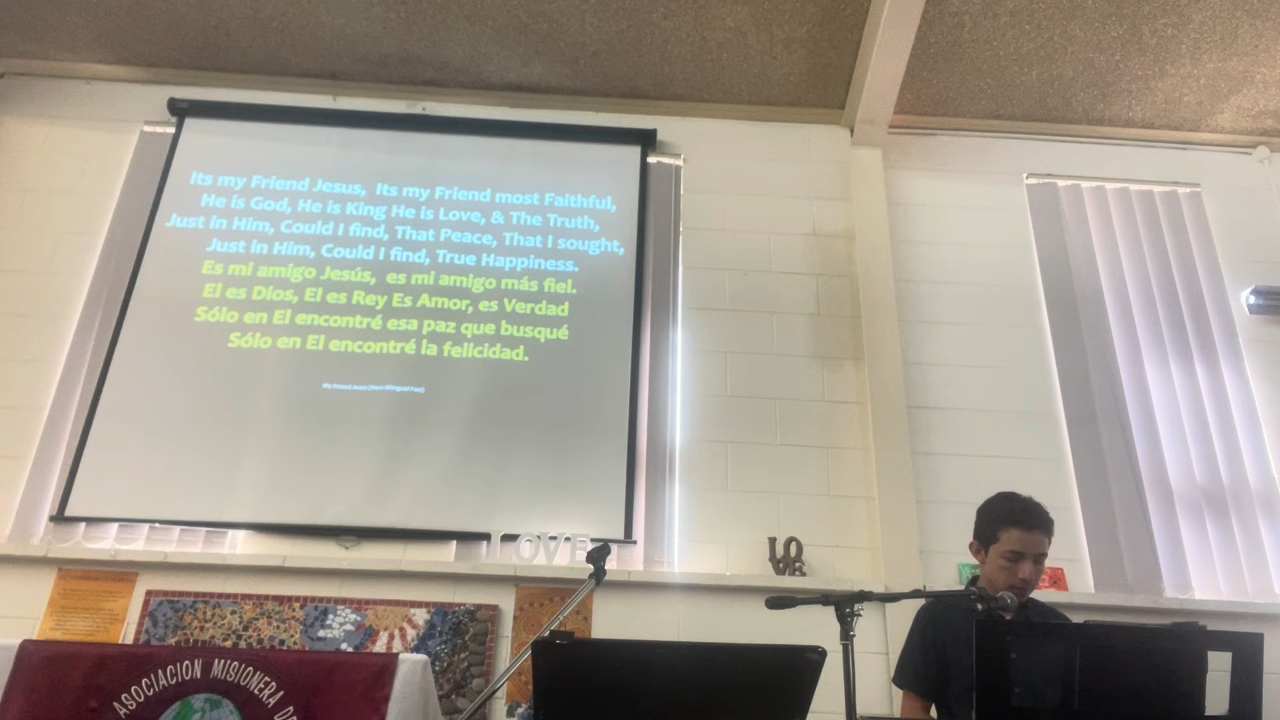 Its my Friend Jesus, Its my Friend most Faithful,
He is God, He is King He is Love, & The Truth,
Just in Him, Could I find, That Peace, That I sought,
Just in Him, Could I find, True Happiness.
Es mi amigo Jesús, es mi amigo más fiel.
El es Dios, El es Rey Es Amor, es Verdad
Sólo en El encontré esa paz que busqué
Sólo en El encontré la felicidad.
LOVE
LO
VE
ASOCIACION MISIONERA